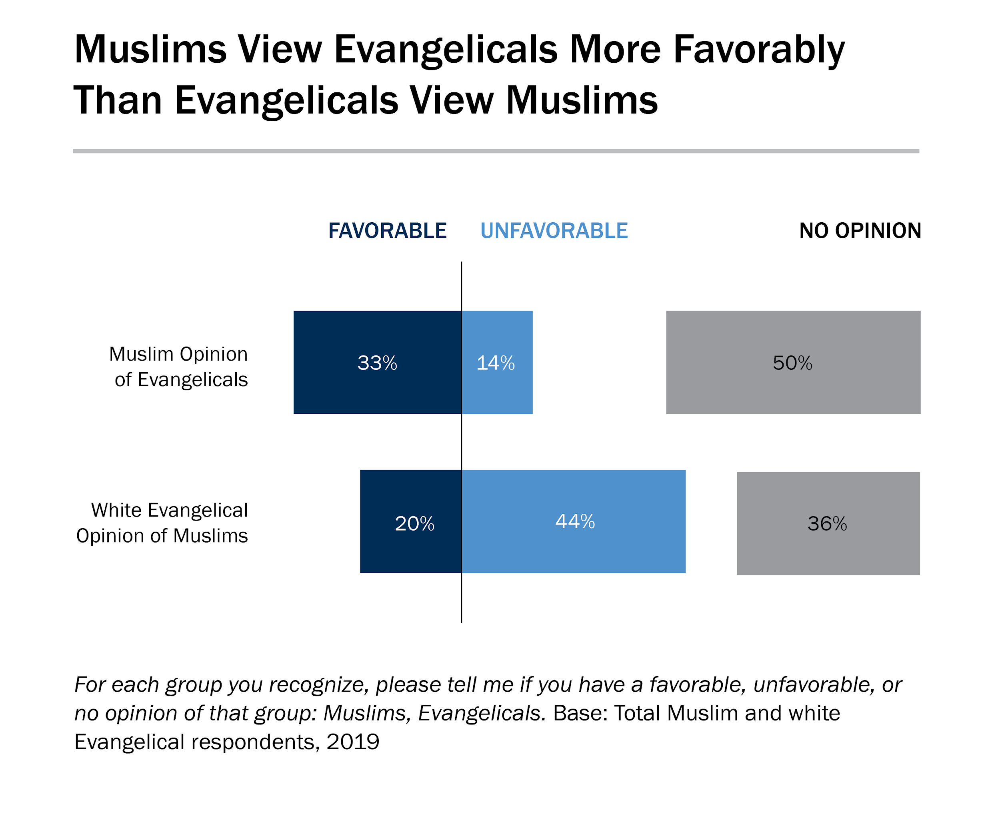 Muslims View Evangelicals More Favorably
Than Evangelicals View Muslims
FAVORABLE UNFAVORABLE NO OPINION
Muslim Opinion
of Evangelicals
33% 14% 50%
White Evangelical
Opinion of Muslims
20% 44% 36%
For each group you recognize, please tell me if you have a favorable, unfavorable, or
no opinion of that group: Muslims, Evangelicals. Base: Total Muslim and white
Evangelical respondents, 2019